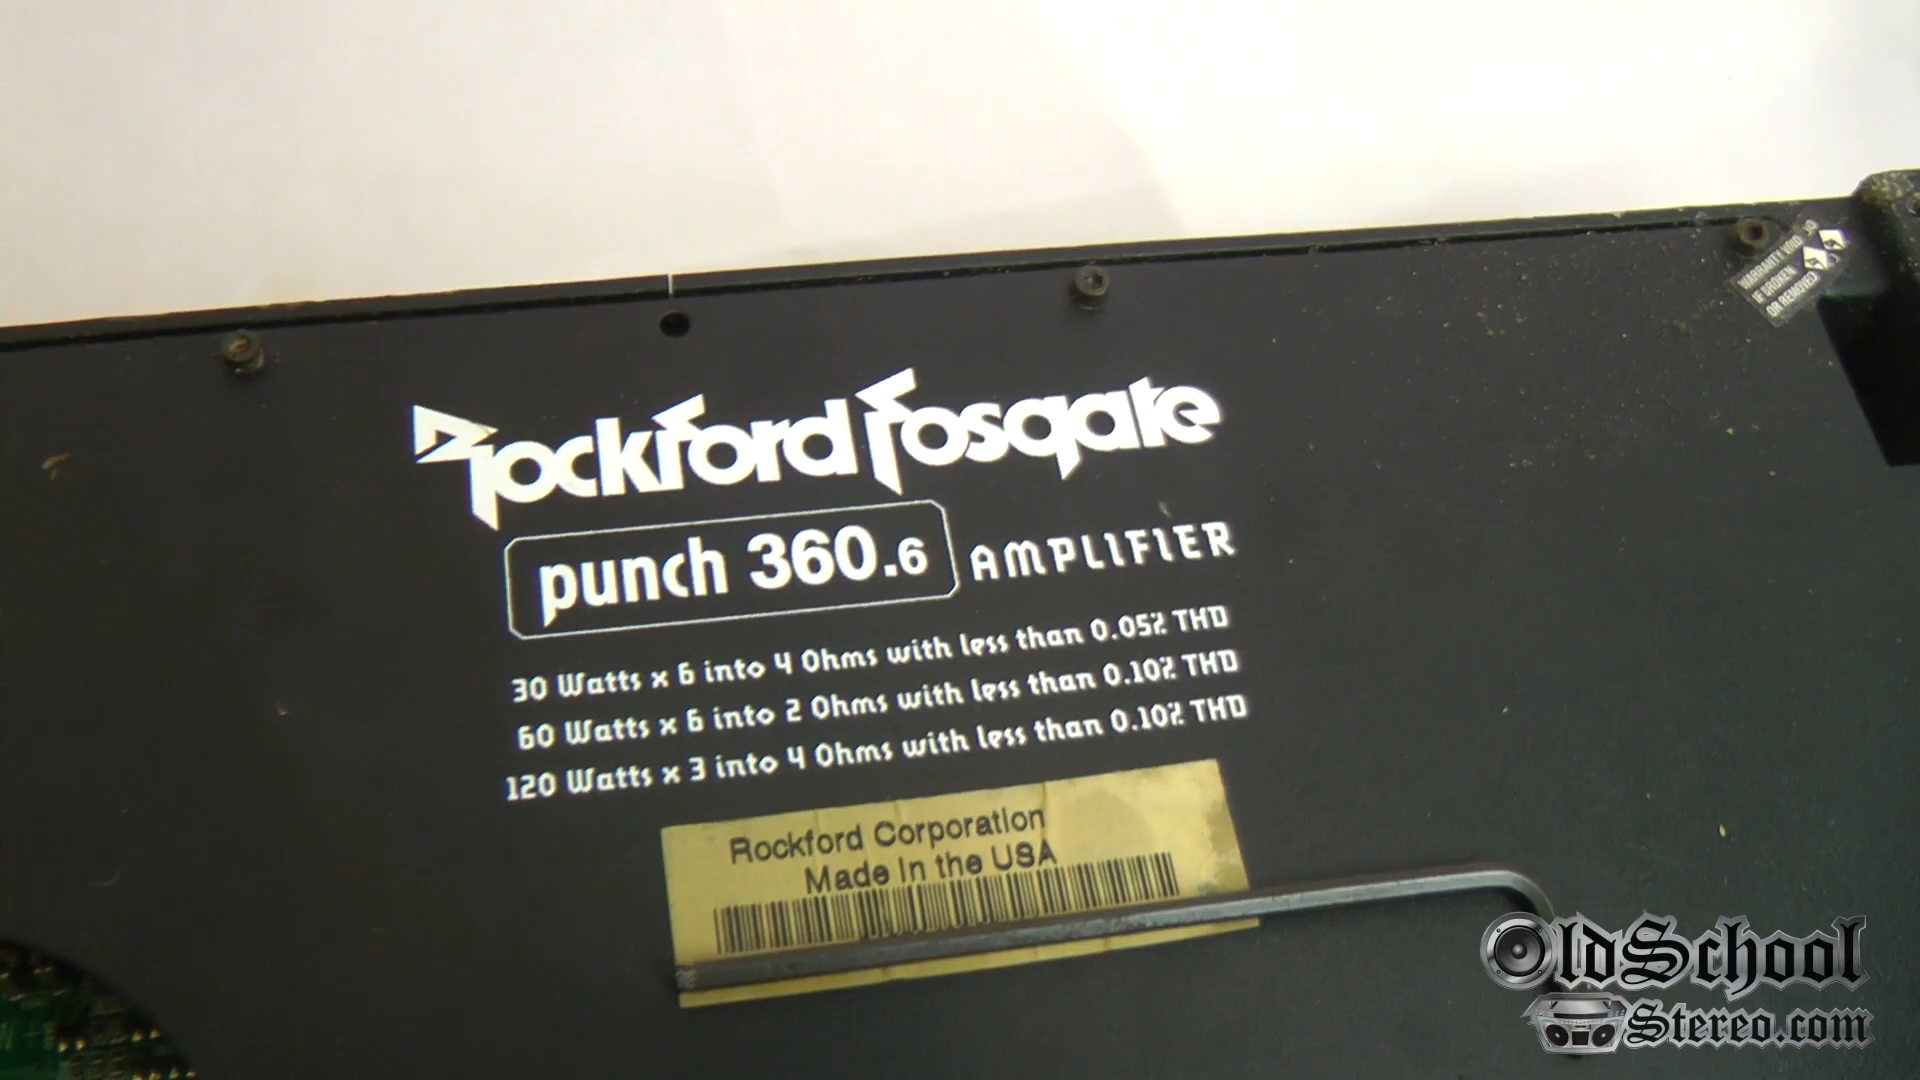 WARRANTY VOID
IF BROKEN
OR REMOVED
Rockford Fosgate
punch 360.6 AMPLIFIER
30 Watts x 6 into 4 Ohms with less than 0.05% THD
60 Watts x 6 into 2 Ohms with less than 0.10% THD
120 Watts x 3 into 4 Ohms with less than 0.10% THD
Rockford Corporation
Made In the USA
OldSchool
Stereo.com